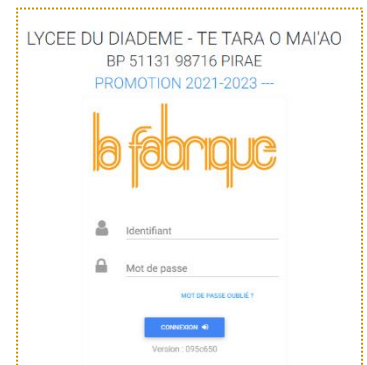 LYCEE DU DIADEME - TE TARA O MAI'AO
BP 51131 98716 PIRAE
PROMOTION 2021-2023 ---
la fabrique
Identifiant
Mot de passe
MOT DE PASSE OUBLIÉ ?
CONNEXION
Version : 095c650